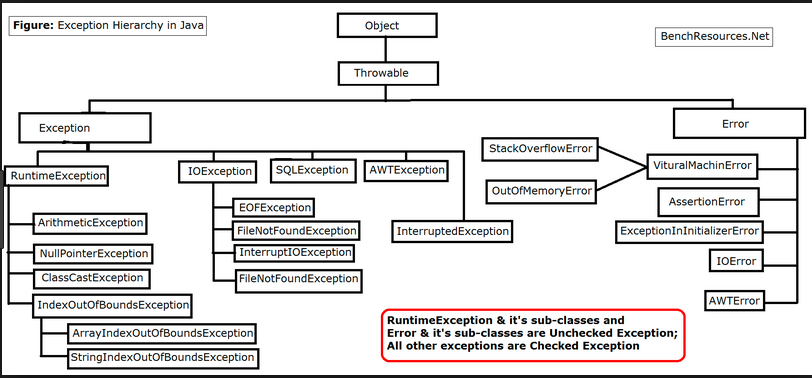 Figure: Exception Hierarchy in Java
Object
BenchResources.Net
Throwable
Exception
Error
RuntimeException
IOException
SQLException
AWTException
StackOverflowError
VituralMachinError
OutOfMemoryError
AssertionError
ArithmeticException
EOFException
FileNotFoundException
InterruptedException
ExceptionInInitializerError
NullPointerException
InterruptIOException
IOError
ClassCastException
FileNotFoundException
IndexOutOfBoundsException
AWTError
ArrayIndexOutOfBoundsException
StringIndexOutOfBoundsException
RuntimeException & it's sub-classes and
Error & it's sub-classes are Unchecked Exception;
All other exceptions are Checked Exception